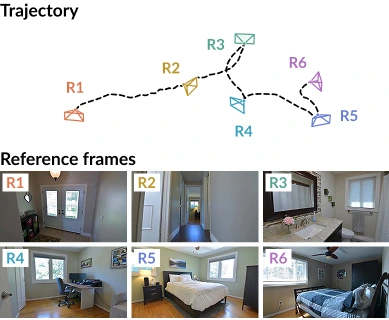 Trajectory
R3
R6
R2
R1
R5
R4
Reference frames
R1 R2 R3
R4 R5 R6